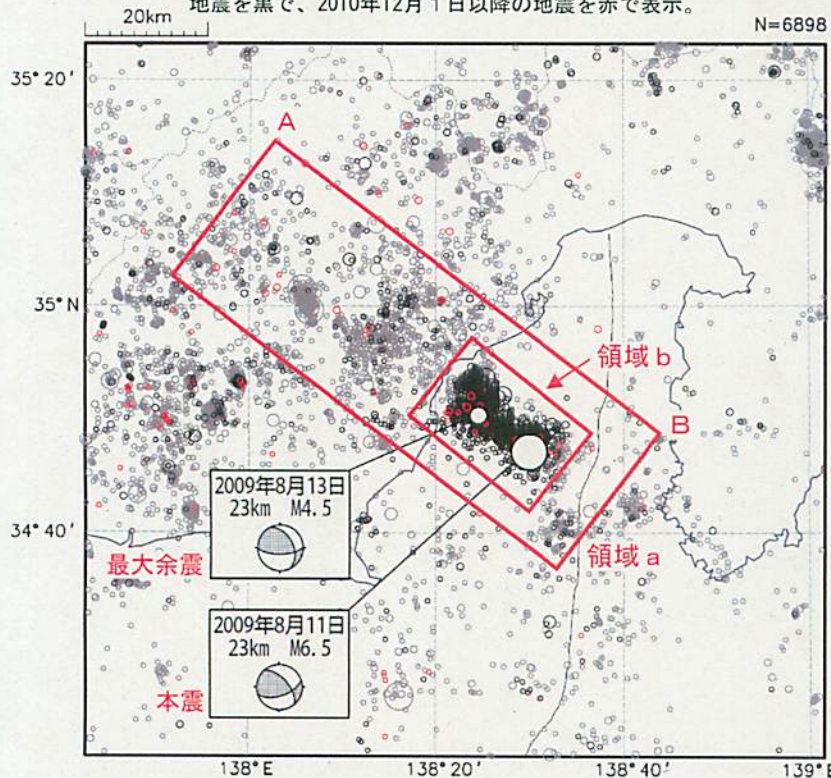 地震を黒で、2010年12月1日以降の地震を赤で表示。
20km
N=6898
35°20′
A
35°N
領域b
B
2009年8月13日
23km M4.5
34°40′
最大余震
領域a
2009年8月11日
23km M6.5
本震
138°E
138°20′
138°40′
139°E